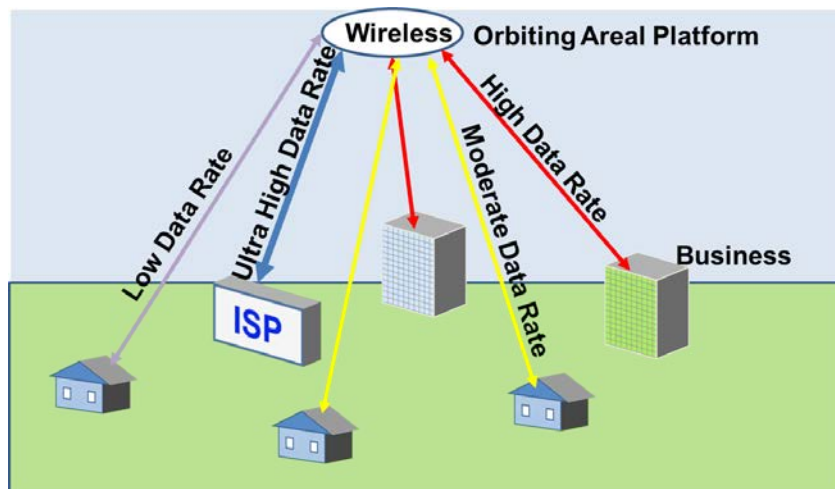 Wireless
Orbiting Areal Platform
Low Data Rate
Ultra High Data Rate
Moderate Data Rate
High Data Rate
Business
ISP